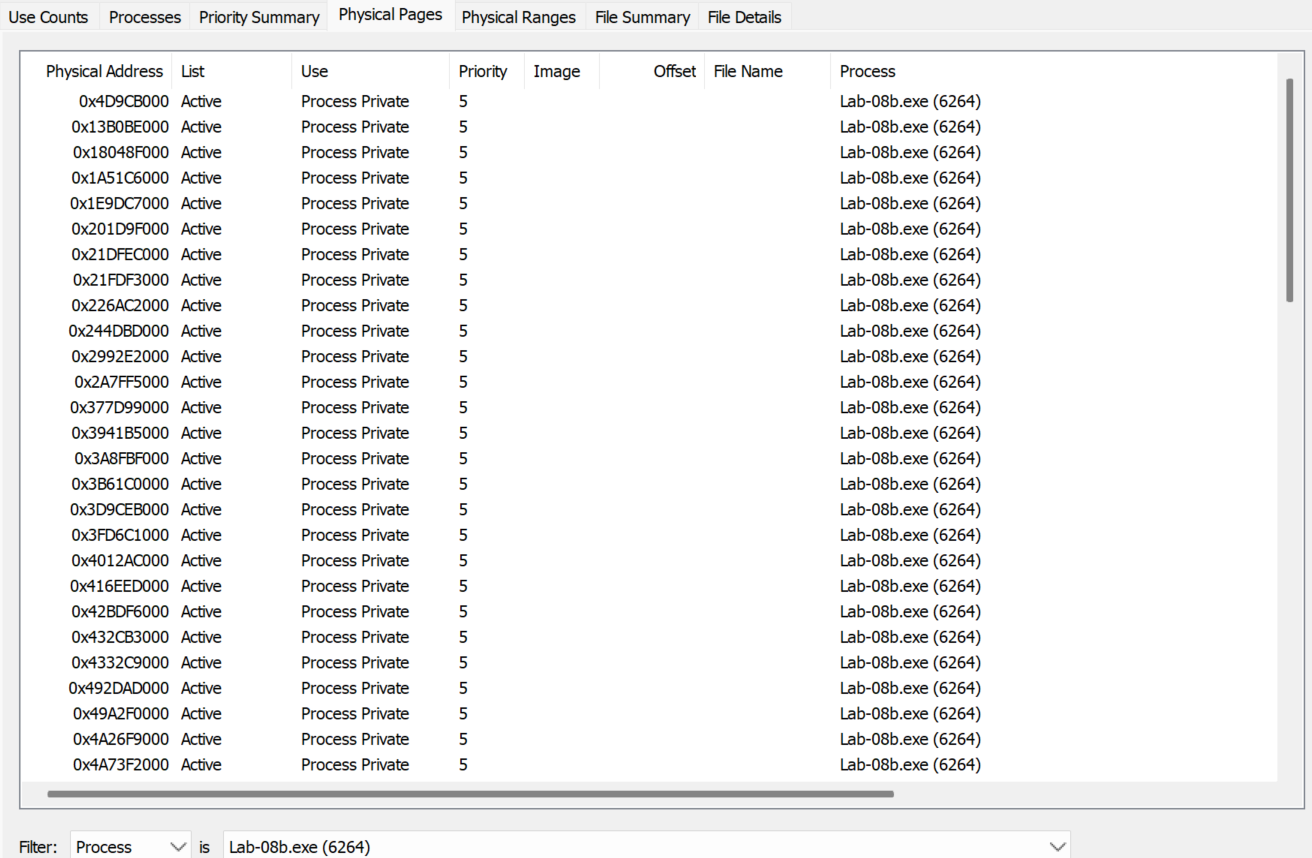 Use Counts Processes Priority Summary Physical Pages Physical Ranges File Summary File Details
Physical Address List Use Priority Image Offset File Name Process
0x4D9CB000 Active Process Private 5 Lab-08b.exe (6264)
0x13B0BE000 Active Process Private 5 Lab-08b.exe (6264)
0x18048F000 Active Process Private 5 Lab-08b.exe (6264)
0x1A51C6000 Active Process Private 5 Lab-08b.exe (6264)
0x1E9DC7000 Active Process Private 5 Lab-08b.exe (6264)
0x201D9F000 Active Process Private 5 Lab-08b.exe (6264)
0x21DFEC000 Active Process Private 5 Lab-08b.exe (6264)
0x21FDF3000 Active Process Private 5 Lab-08b.exe (6264)
0x226AC2000 Active Process Private 5 Lab-08b.exe (6264)
0x244DBD000 Active Process Private 5 Lab-08b.exe (6264)
0x2992E2000 Active Process Private 5 Lab-08b.exe (6264)
0x2A7FF5000 Active Process Private 5 Lab-08b.exe (6264)
0x377D99000 Active Process Private 5 Lab-08b.exe (6264)
0x3941B5000 Active Process Private 5 Lab-08b.exe (6264)
0x3A8FBF000 Active Process Private 5 Lab-08b.exe (6264)
0x3B61C0000 Active Process Private 5 Lab-08b.exe (6264)
0x3D9CEB000 Active Process Private 5 Lab-08b.exe (6264)
0x3FD6C1000 Active Process Private 5 Lab-08b.exe (6264)
0x4012AC000 Active Process Private 5 Lab-08b.exe (6264)
0x416EED000 Active Process Private 5 Lab-08b.exe (6264)
0x42BDF6000 Active Process Private 5 Lab-08b.exe (6264)
0x432CB3000 Active Process Private 5 Lab-08b.exe (6264)
0x4332C9000 Active Process Private 5 Lab-08b.exe (6264)
0x492DAD000 Active Process Private 5 Lab-08b.exe (6264)
0x49A2F0000 Active Process Private 5 Lab-08b.exe (6264)
0x4A26F9000 Active Process Private 5 Lab-08b.exe (6264)
0x4A73F2000 Active Process Private 5 Lab-08b.exe (6264)
Filter: Process is Lab-08b.exe (6264)